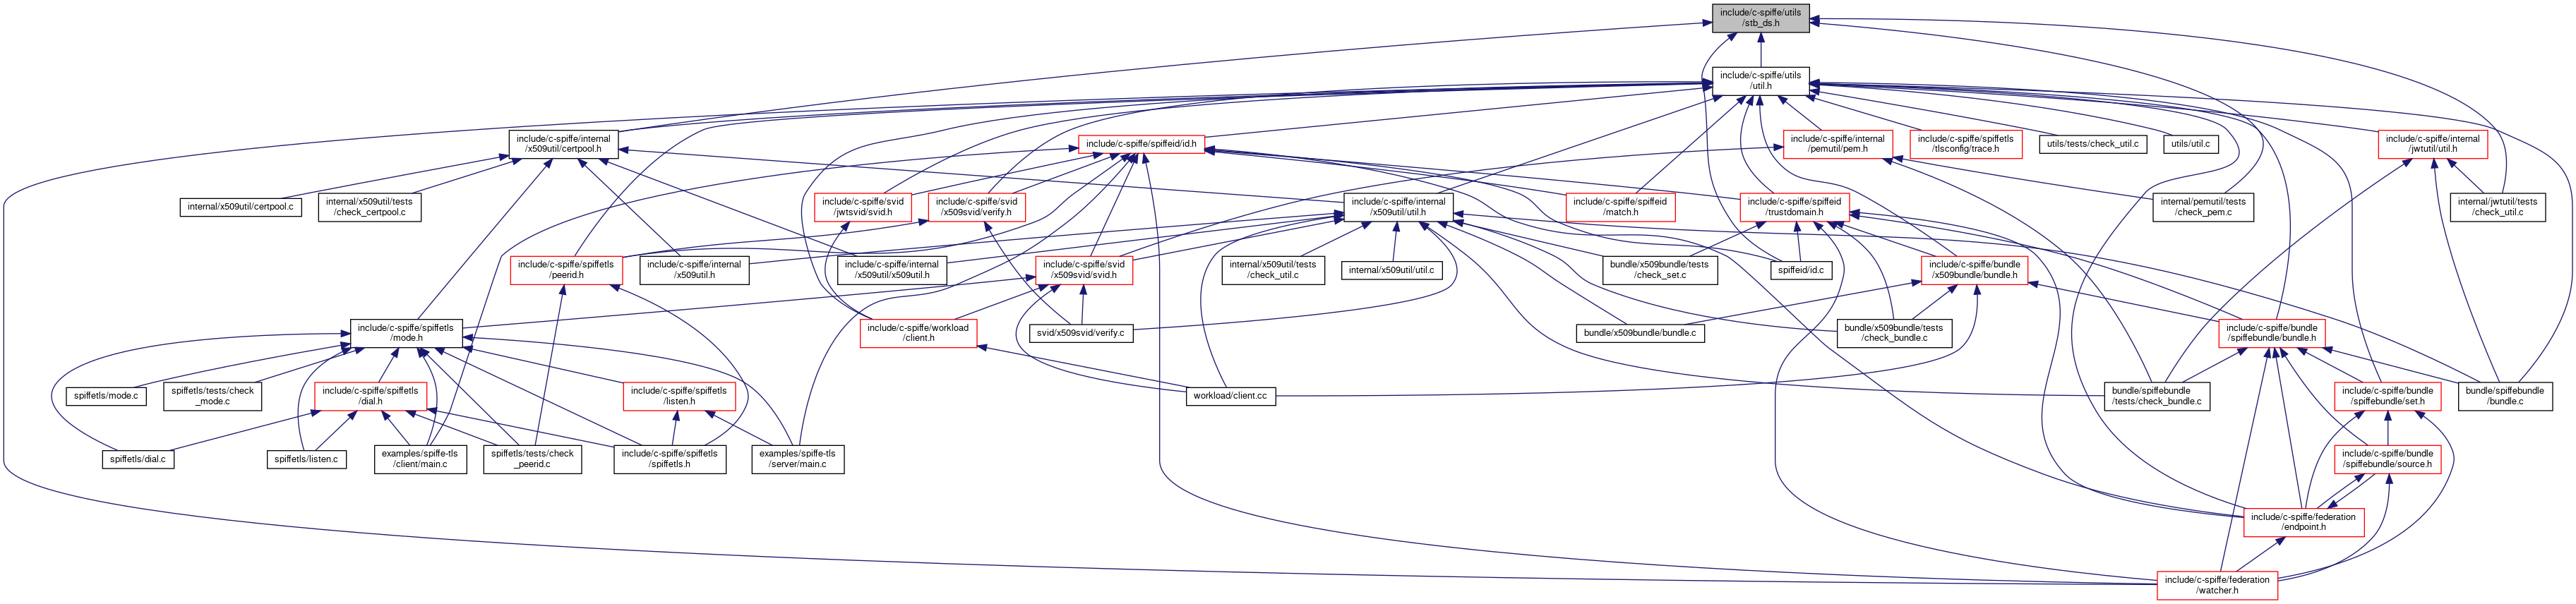 include/c-spiffe/utils
/stb_ds.h
include/c-spiffe/utils
/util.h
include/c-spiffe/internal
/x509util/certpool.h
include/c-spiffe/spiffeid/id.h
include/c-spiffe/internal
/pemutil/pem.h
include/c-spiffe/spiffetls
/tlsconfig/trace.h
utils/tests/check_util.c
utils/util.c
include/c-spiffe/internal
/jwtutil/util.h
internal/x509util/certpool.c
internal/x509util/tests
/check_certpool.c
include/c-spiffe/svid
/jwtsvid/svid.h
include/c-spiffe/svid
/x509svid/verify.h
include/c-spiffe/internal
/x509util/util.h
include/c-spiffe/spiffeid
/match.h
include/c-spiffe/spiffeid
/trustdomain.h
internal/pemutil/tests
/check_pem.c
internal/jwtutil/tests
/check_util.c
include/c-spiffe/spiffetls
/peerid.h
include/c-spiffe/internal
/x509util.h
include/c-spiffe/internal
/x509util/x509util.h
include/c-spiffe/svid
/x509svid/svid.h
internal/x509util/tests
/check_util.c
internal/x509util/util.c
bundle/x509bundle/tests
/check_set.c
spiffeid/id.c
include/c-spiffe/bundle
/x509bundle/bundle.h
include/c-spiffe/spiffetls
/mode.h
include/c-spiffe/workload
/client.h
svid/x509svid/verify.c
bundle/x509bundle/bundle.c
bundle/x509bundle/tests
/check_bundle.c
include/c-spiffe/bundle
/spiffebundle/bundle.h
spiffetls/mode.c
spiffetls/tests/check
_mode.c
include/c-spiffe/spiffetls
/dial.h
include/c-spiffe/spiffetls
/listen.h
workload/client.cc
bundle/spiffebundle
/tests/check_bundle.c
include/c-spiffe/bundle
/spiffebundle/set.h
bundle/spiffebundle
/bundle.c
spiffetls/dial.c
spiffetls/listen.c
examples/spiffe-tls
/client/main.c
spiffetls/tests/check
_peerid.c
include/c-spiffe/spiffetls
/spiffetls.h
examples/spiffe-tls
/server/main.c
include/c-spiffe/bundle
/spiffebundle/source.h
include/c-spiffe/federation
/endpoint.h
include/c-spiffe/federation
/watcher.h